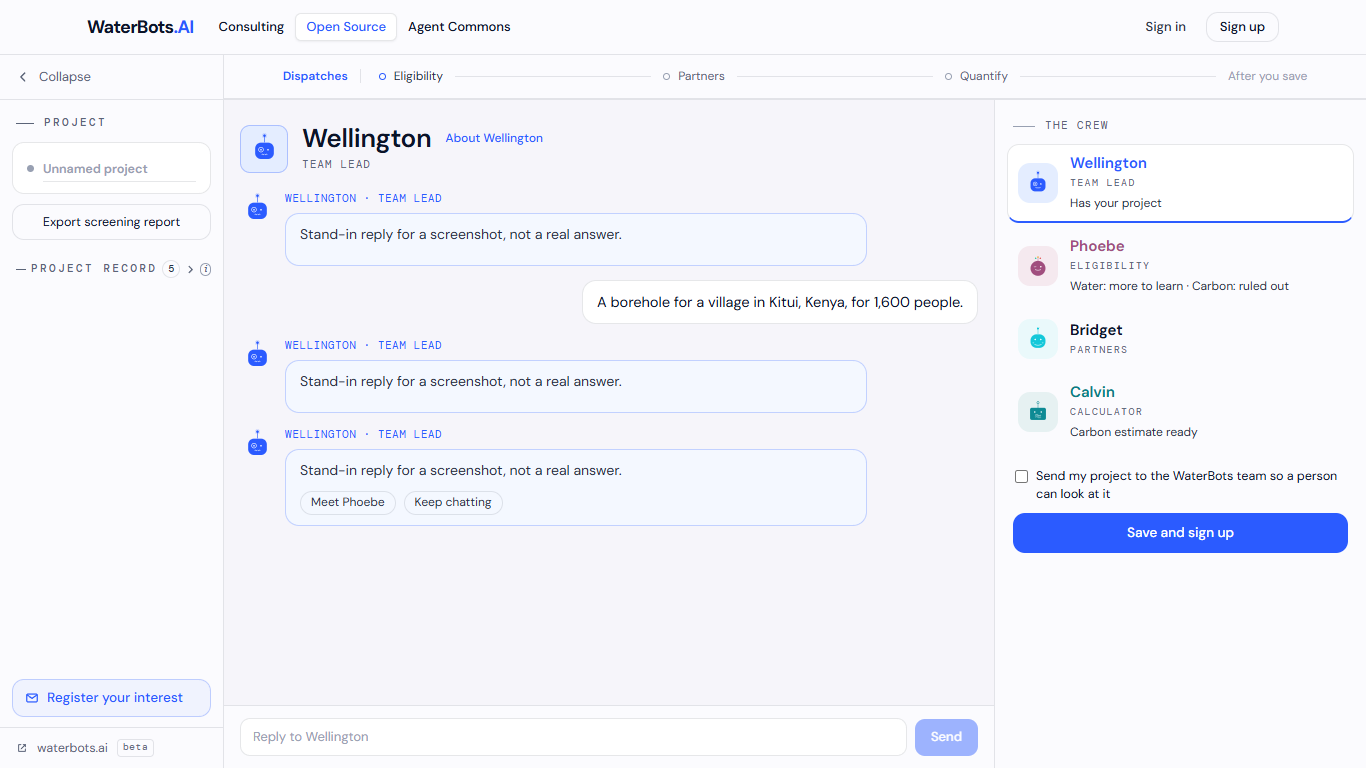 WaterBots.AI Consulting Open Source Agent Commons Sign in Sign up
Collapse
Dispatches Eligibility Partners Quantify After you save
PROJECT
Unnamed project
Export screening report
PROJECT RECORD 5 i
Wellington About Wellington
TEAM LEAD
WELLINGTON · TEAM LEAD
Stand-in reply for a screenshot, not a real answer.
A borehole for a village in Kitui, Kenya, for 1,600 people.
WELLINGTON · TEAM LEAD
Stand-in reply for a screenshot, not a real answer.
WELLINGTON · TEAM LEAD
Stand-in reply for a screenshot, not a real answer.
Meet Phoebe Keep chatting
Reply to Wellington Send
THE CREW
Wellington
TEAM LEAD
Has your project
Phoebe
ELIGIBILITY
Water: more to learn · Carbon: ruled out
Bridget
PARTNERS
Calvin
CALCULATOR
Carbon estimate ready
Send my project to the WaterBots team so a person
can look at it
Save and sign up
Register your interest
waterbots.ai beta